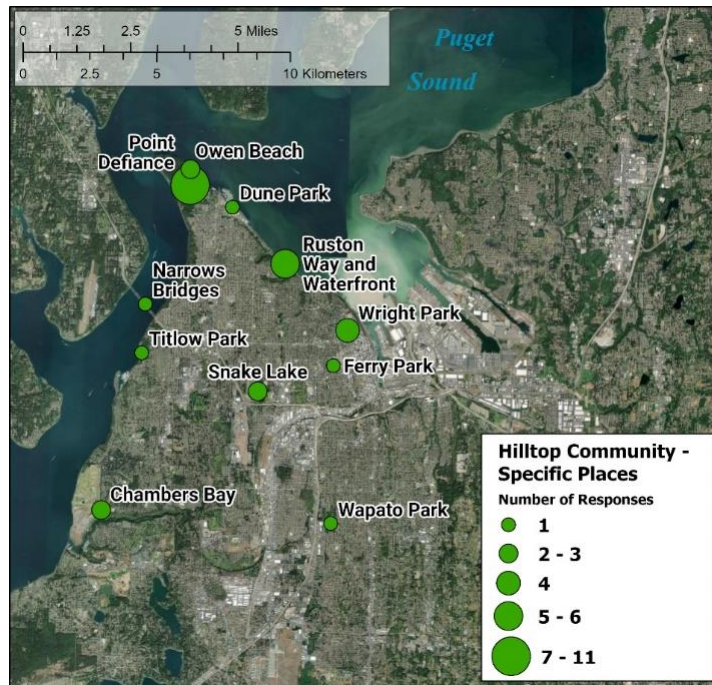 0 1.25 2.5 5 Miles
0 2.5 5 10 Kilometers
Puget
Sound
Point
Defiance
Owen Beach
Dune Park
Ruston
Way and
Waterfront
Narrows
Bridges
Wright Park
Titlow Park
Ferry Park
Snake Lake
Chambers Bay
Wapato Park
Hilltop Community -
Specific Places
Number of Responses
1
2 - 3
4
5 - 6
7 - 11